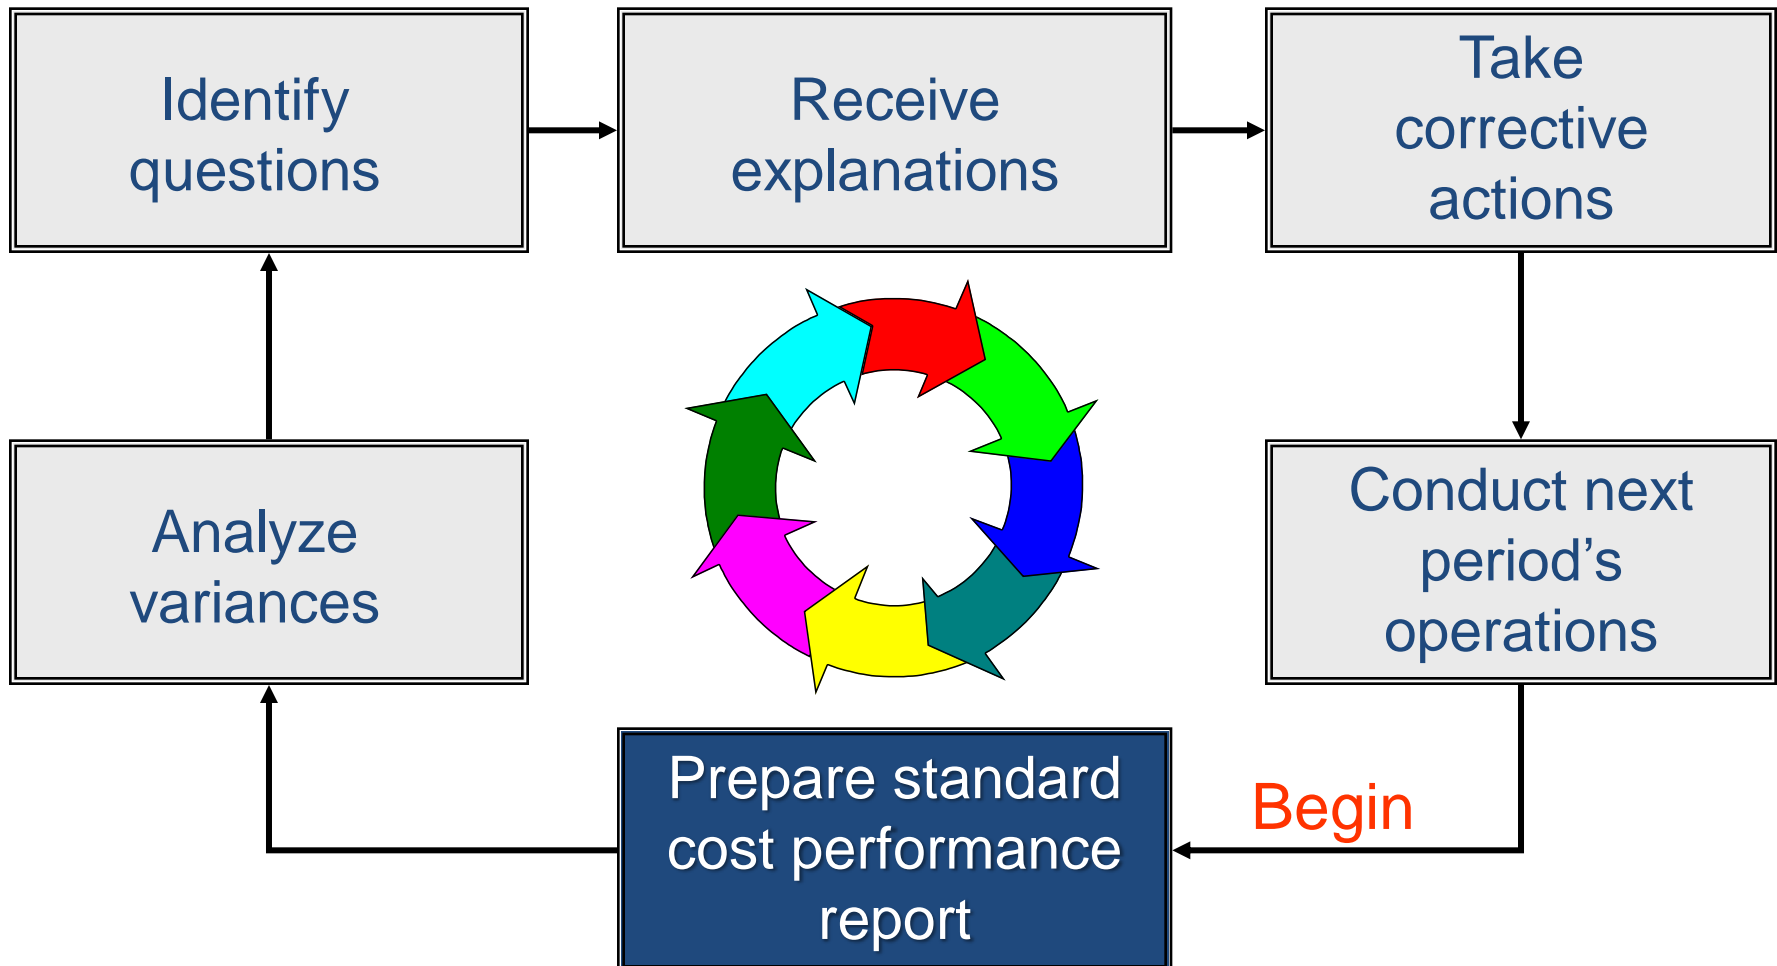 Identify
questions
Receive
explanations
Take
corrective
actions
Analyze
variances
Conduct next
period’s
operations
Prepare standard
cost performance
report
Begin